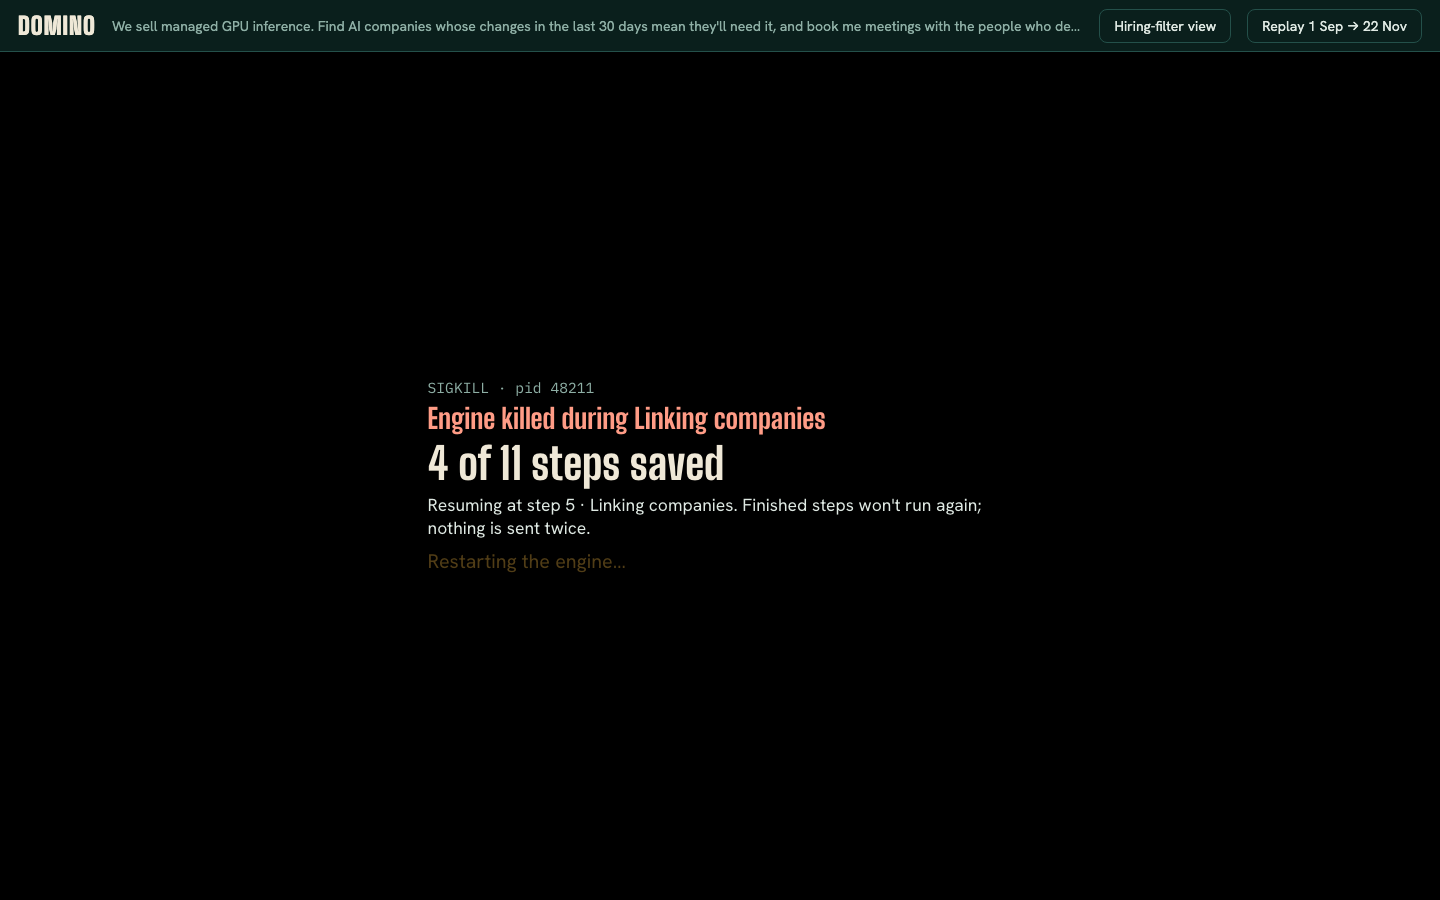 DOMINO
We sell managed GPU inference. Find AI companies whose changes in the last 30 days mean they'll need it, and book me meetings with the people who de...
Hiring-filter view
Replay 1 Sep → 22 Nov
SIGKILL · pid 48211
Engine killed during Linking companies
4 of 11 steps saved
Resuming at step 5 · Linking companies. Finished steps won't run again;
nothing is sent twice.
Restarting the engine...